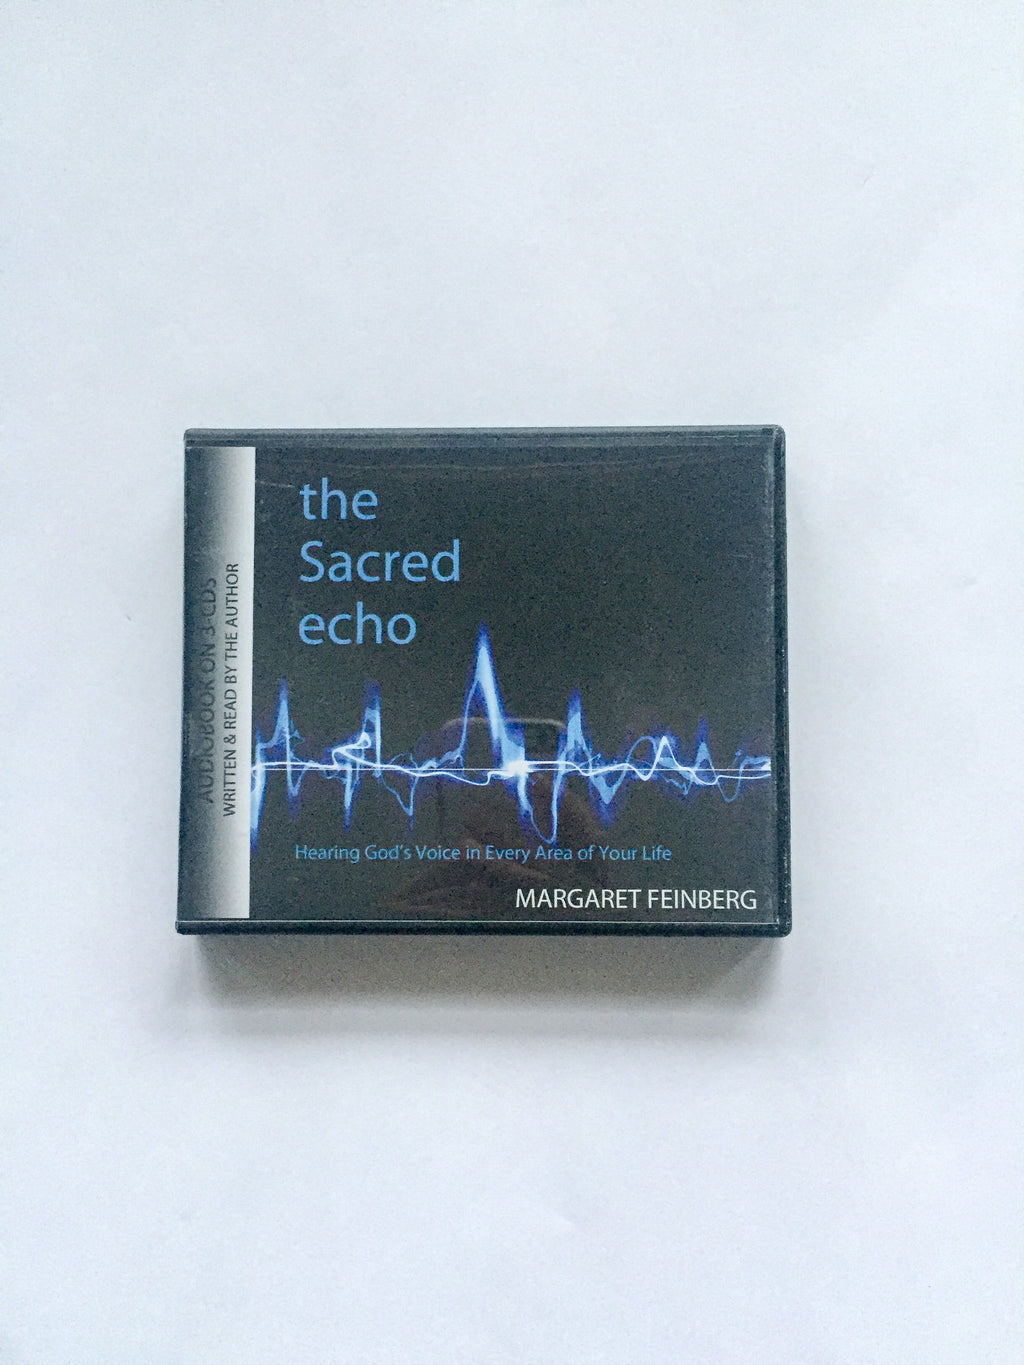 the
Sacred
echo
AUDIOBOOK ON 3-CDS
WRITTEN & READ BY THE AUTHOR
Hearing God's Voice in Every Area of Your Life
MARGARET FEINBERG